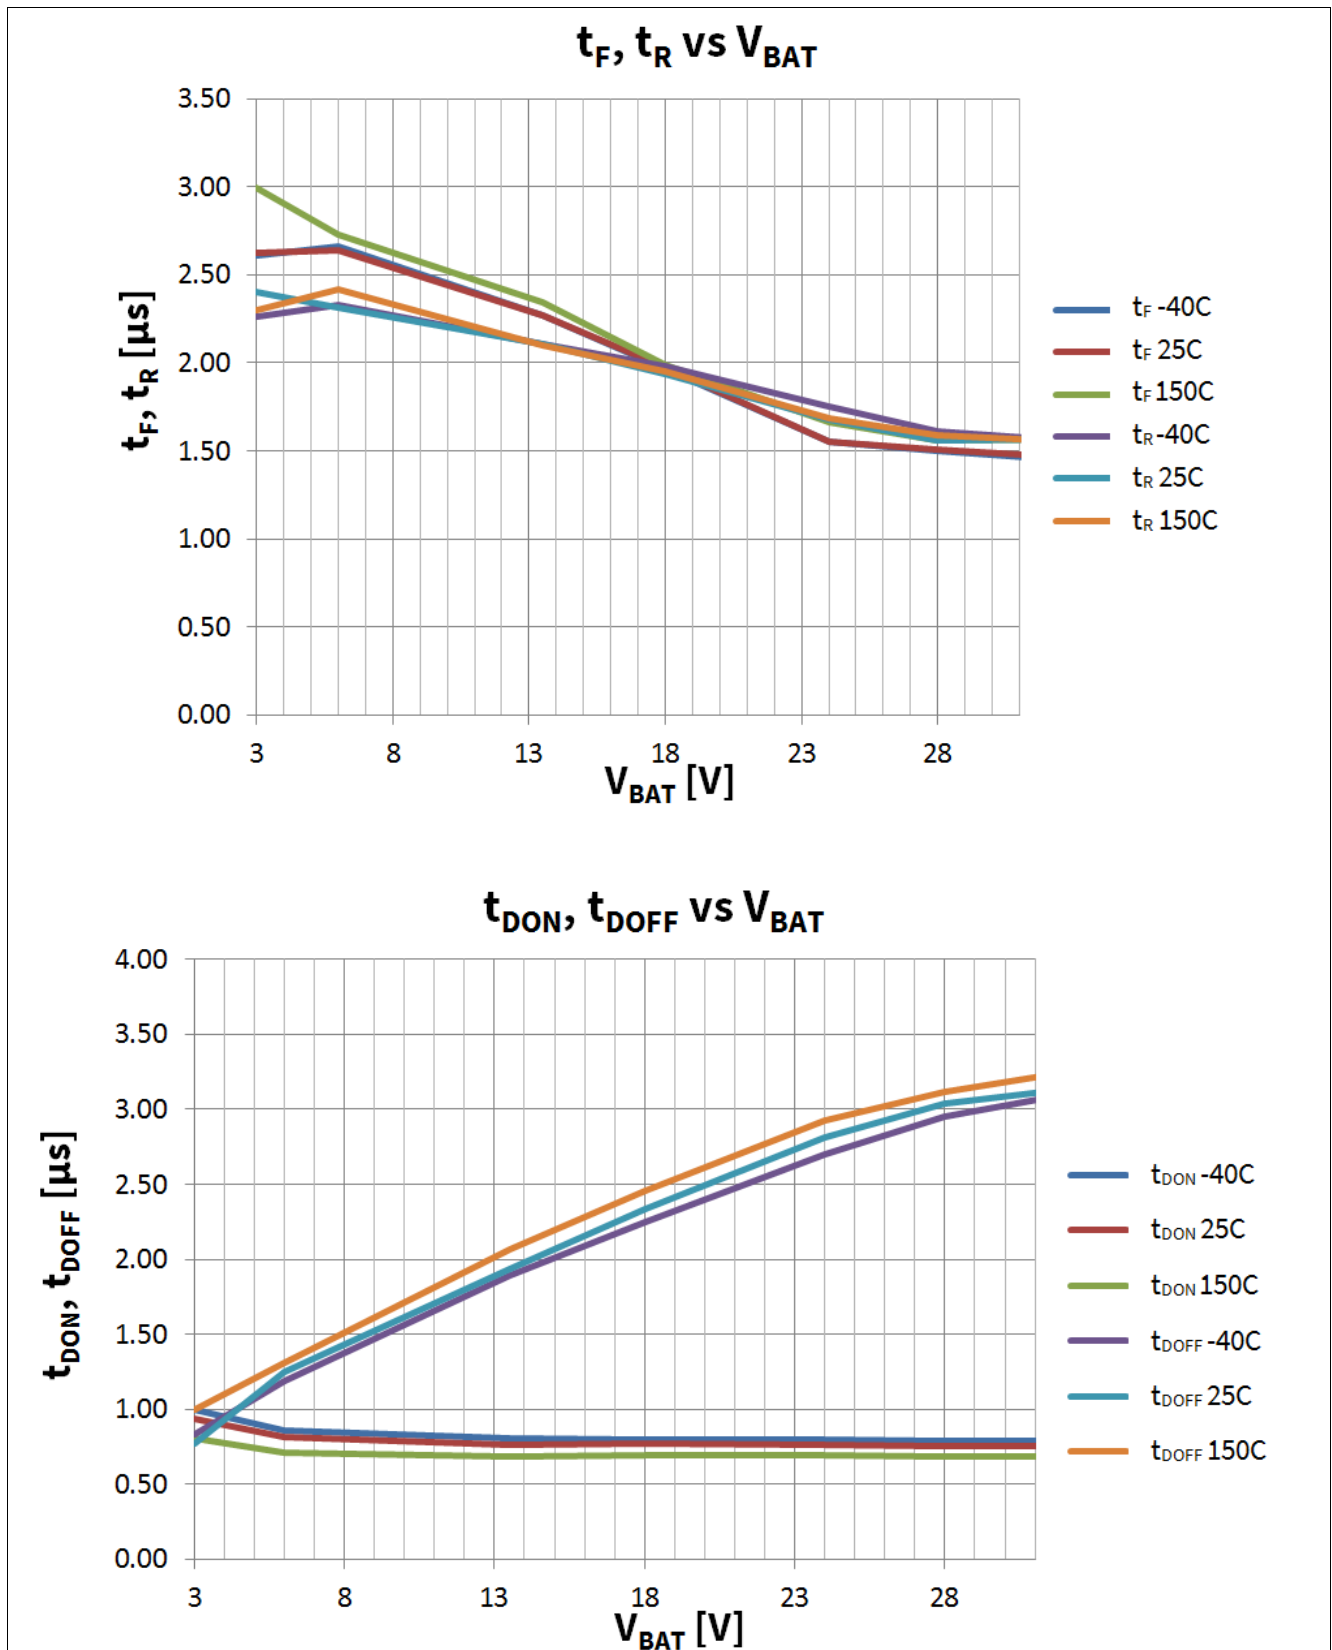 tF, tR vs VBAT
3.50
3.00
2.50
2.00
1.50
1.00
0.50
0.00
tF, tR [µs]
3 8 13 18 23 28
VBAT [V]
tF -40C
tF 25C
tF 150C
tR -40C
tR 25C
tR 150C
tDON, tDOFF vs VBAT
4.00
3.50
3.00
2.50
2.00
1.50
1.00
0.50
0.00
tDON, tDOFF [µs]
3 8 13 18 23 28
VBAT [V]
tDON -40C
tDON 25C
tDON 150C
tDOFF -40C
tDOFF 25C
tDOFF 150C